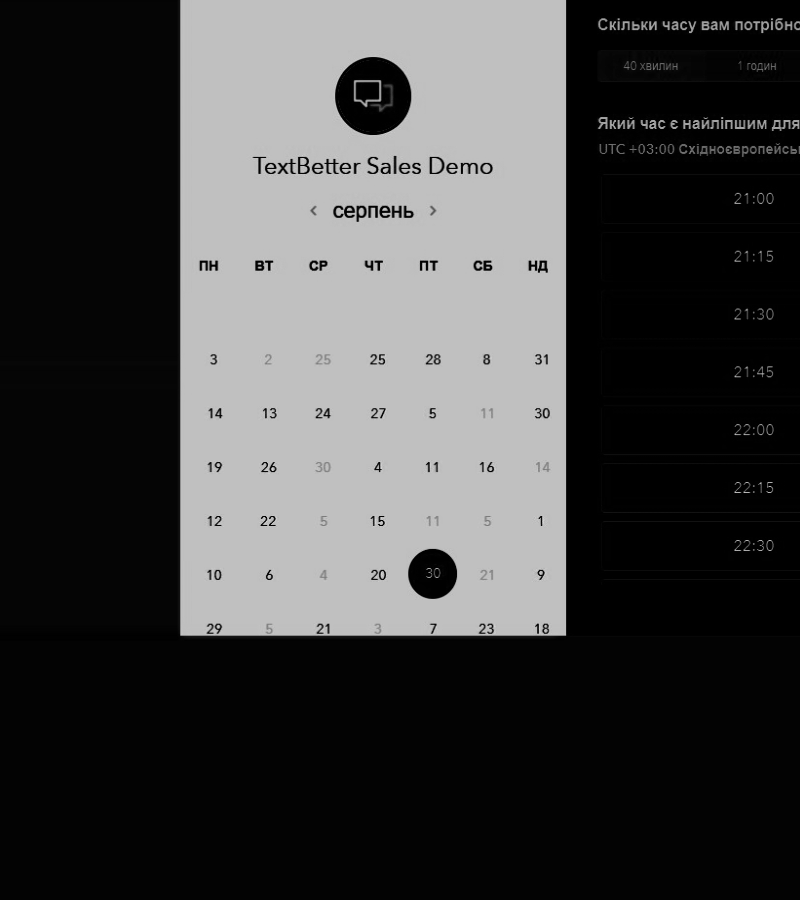 TextBetter Sales Demo
серпень
ПН ВТ СР ЧТ ПТ СБ НД
3 2 25 25 28 8 31
14 13 24 27 5 11 30
19 26 30 4 11 16 14
12 22 5 15 11 5 1
10 6 4 20 30 21 9
29 5 21 3 7 23 18
Скільки часу вам потрібно
40 хвилин 1 годин
Який час є найліпшим для
UTC +03:00
21:00
21:15
21:30
21:45
22:00
22:15
22:30